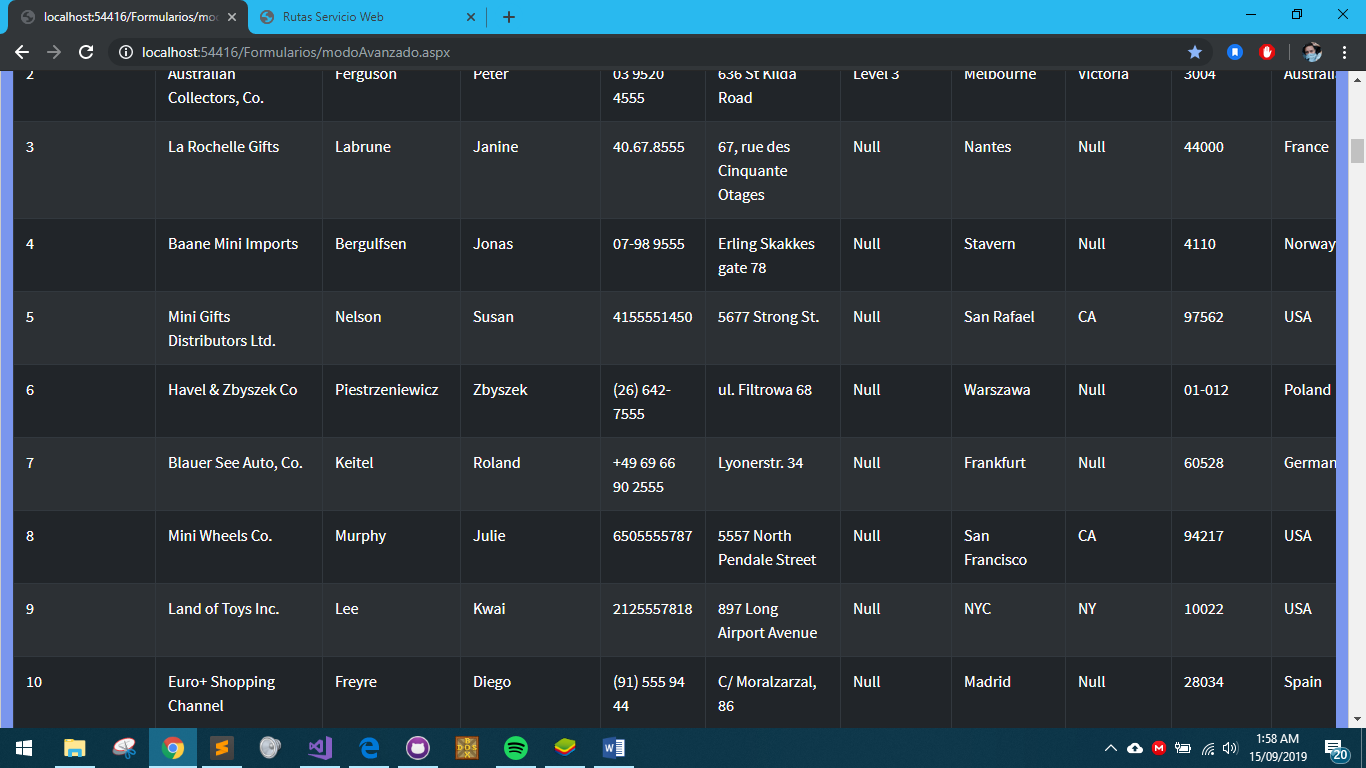 localhost:54416/Formularios/mod
Rutas Servicio Web
localhost:54416/Formularios/modoAvanzado.aspx
2 Australian Ferguson Peter 03 9520 636 St Kilda Level 3 Melbourne Victoria 3004 Australi
Collectors, Co. 4555 Road
3 La Rochelle Gifts Labrune Janine 40.67.8555 67, rue des Null Nantes Null 44000 France
Cinquante
Otages
4 Baane Mini Imports Bergulfsen Jonas 07-98 9555 Erling Skakkes Null Stavern Null 4110 Norway
gate 78
5 Mini Gifts Nelson Susan 4155551450 5677 Strong St. Null San Rafael CA 97562 USA
Distributors Ltd.
6 Havel & Zbyszek Co Piestrzeniewicz Zbyszek (26) 642- ul. Filtrowa 68 Null Warszawa Null 01-012 Poland
7555
7 Blauer See Auto, Co. Keitel Roland +49 69 66 Lyonerstr. 34 Null Frankfurt Null 60528 German
90 2555
8 Mini Wheels Co. Murphy Julie 6505555787 5557 North Null San CA 94217 USA
Pendale Street Francisco
9 Land of Toys Inc. Lee Kwai 2125557818 897 Long Null NYC NY 10022 USA
Airport Avenue
10 Euro+ Shopping Freyre Diego (91) 555 94 C/ Moralzarzal, Null Madrid Null 28034 Spain
Channel 44 86
1:58 AM
15/09/2019
20